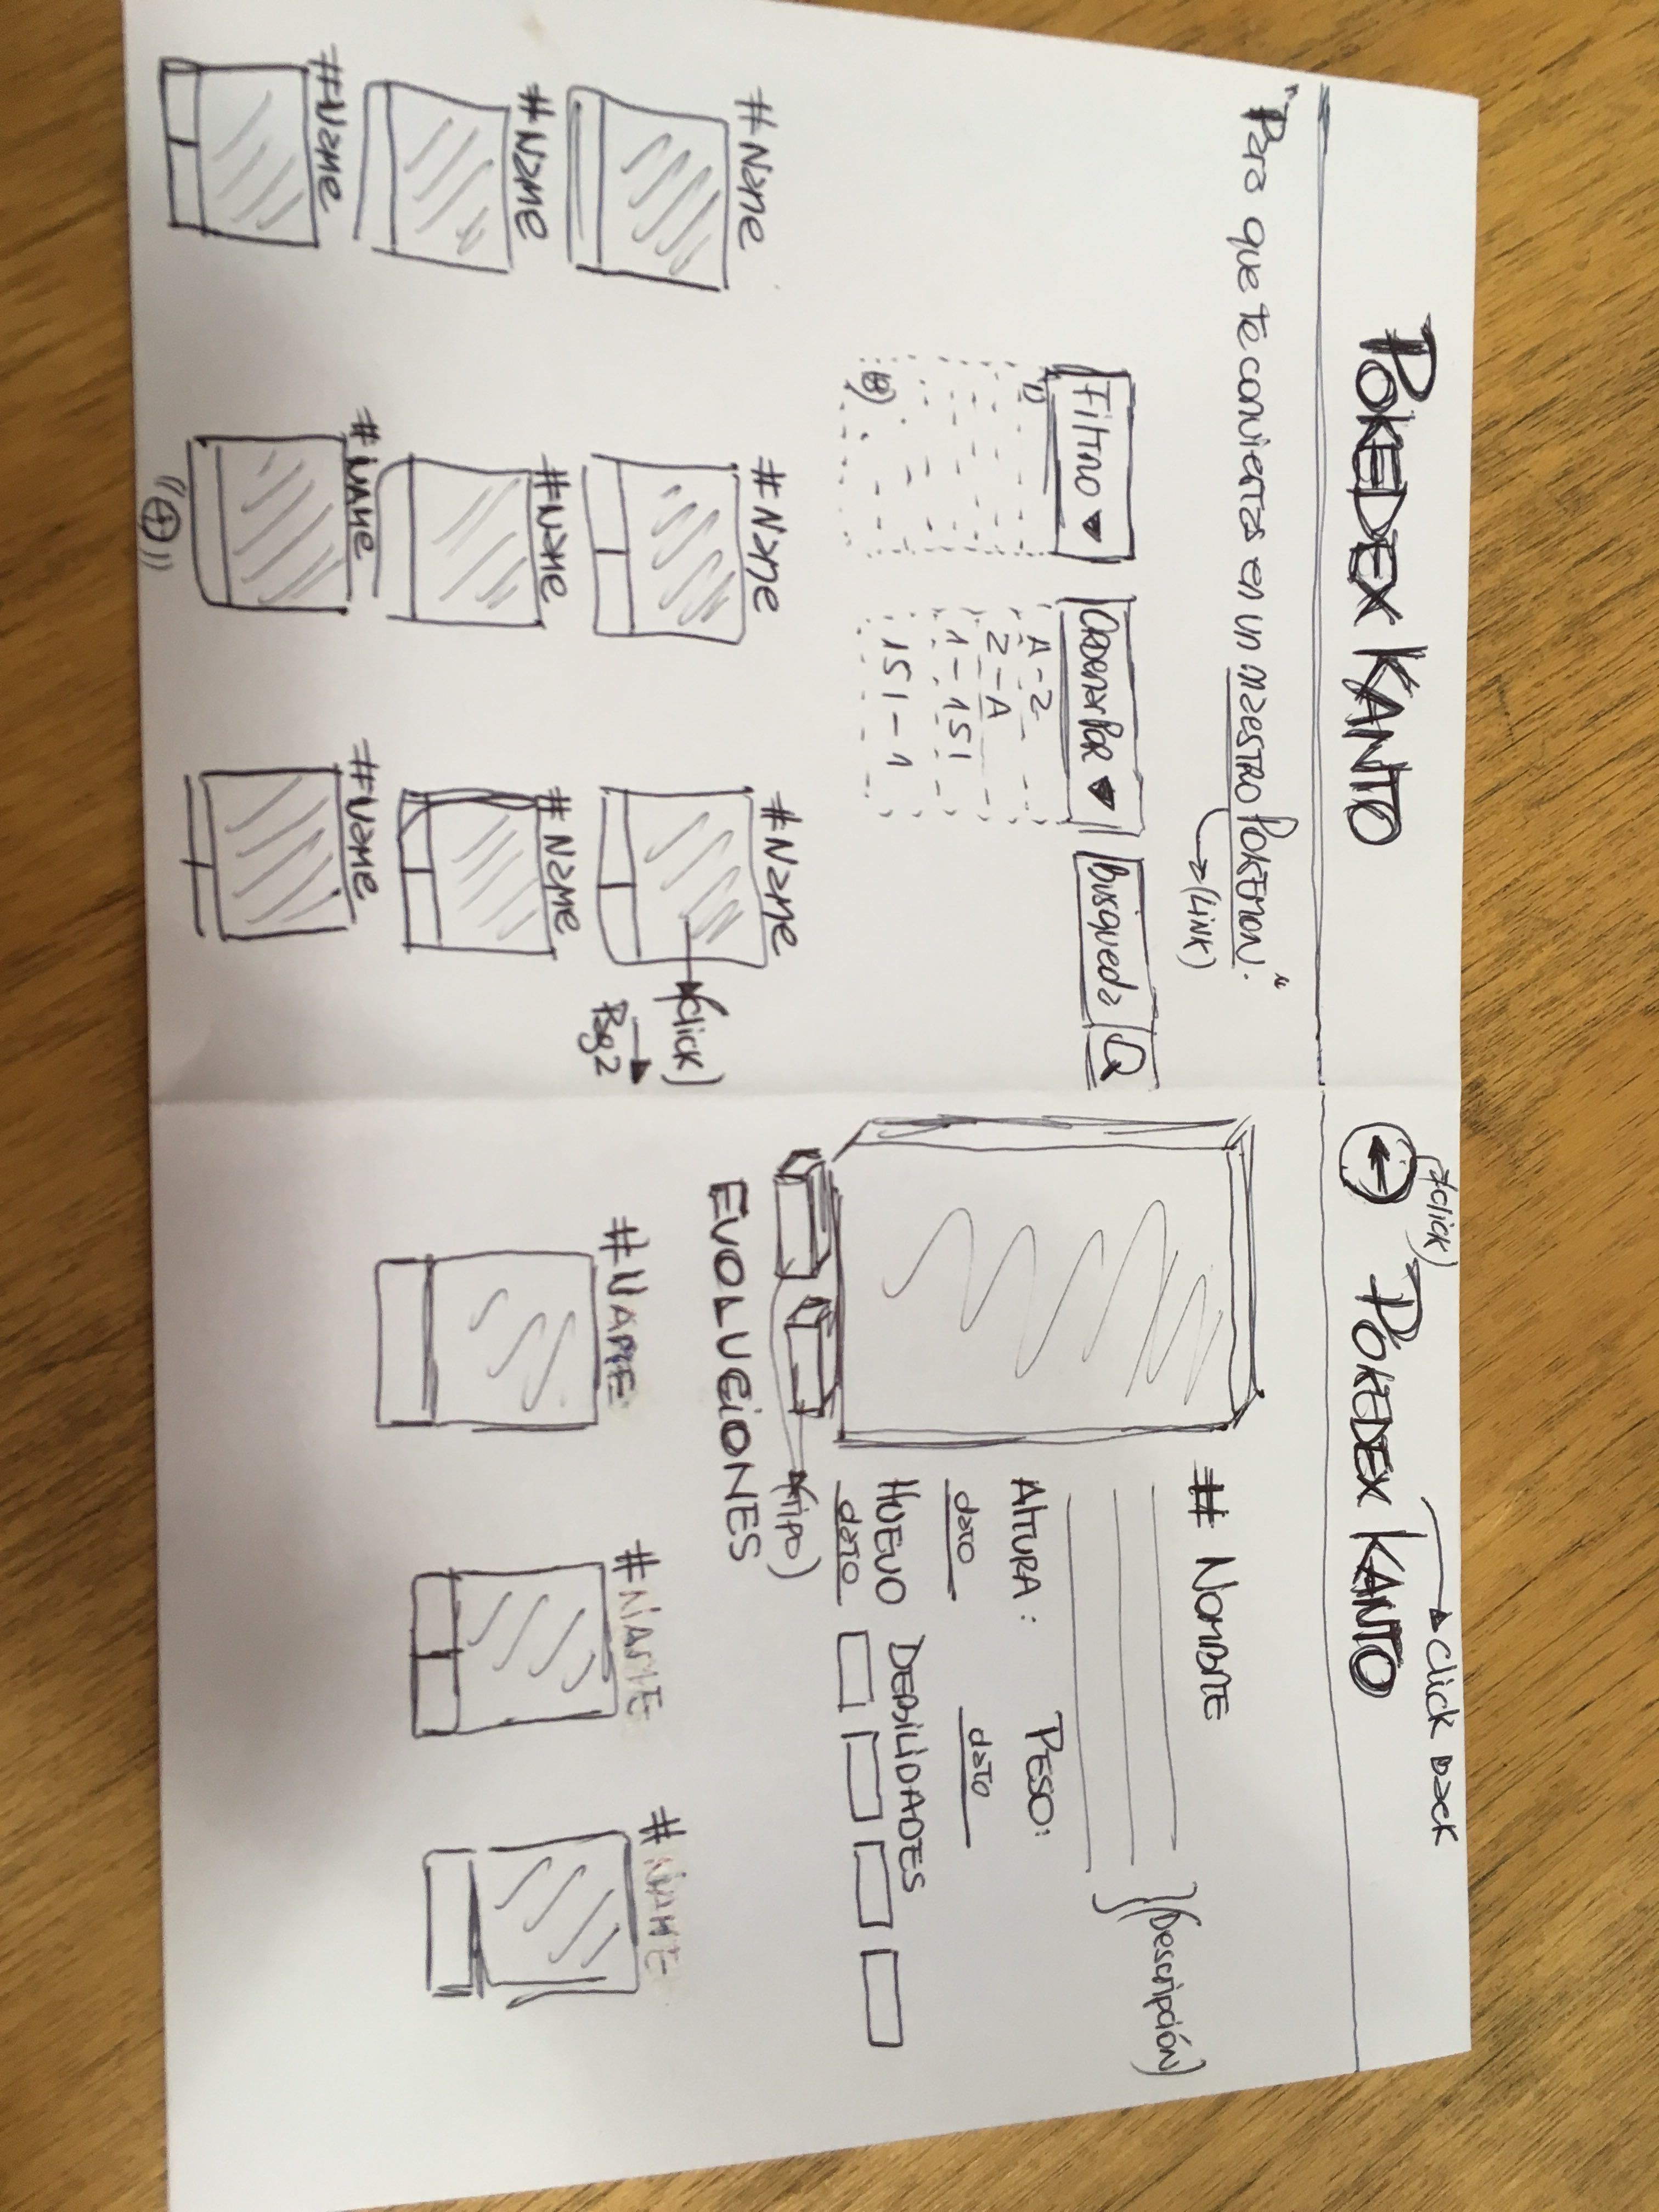 POKEDEX KANTO
"Para que te conviertas en un maestro Pokemon."
(Link)
Filtro ▼
Ordenar Por ▼
Busqueda
A-Z
Z-A
1-151
151-1
#Name
#Name
#Name
(click)
Pag 2
#Name
#Name
#Name
#Name
#Name
#Name
(click)
click back
POKEDEX KANTO
# NOMBRE
(Descripción)
ALTURA:
PESO:
dato
dato
HUEVO
DEBILIDADES
dato
(TIPO)
EVOLUCIONES
#NAME
#NAME
#NAME